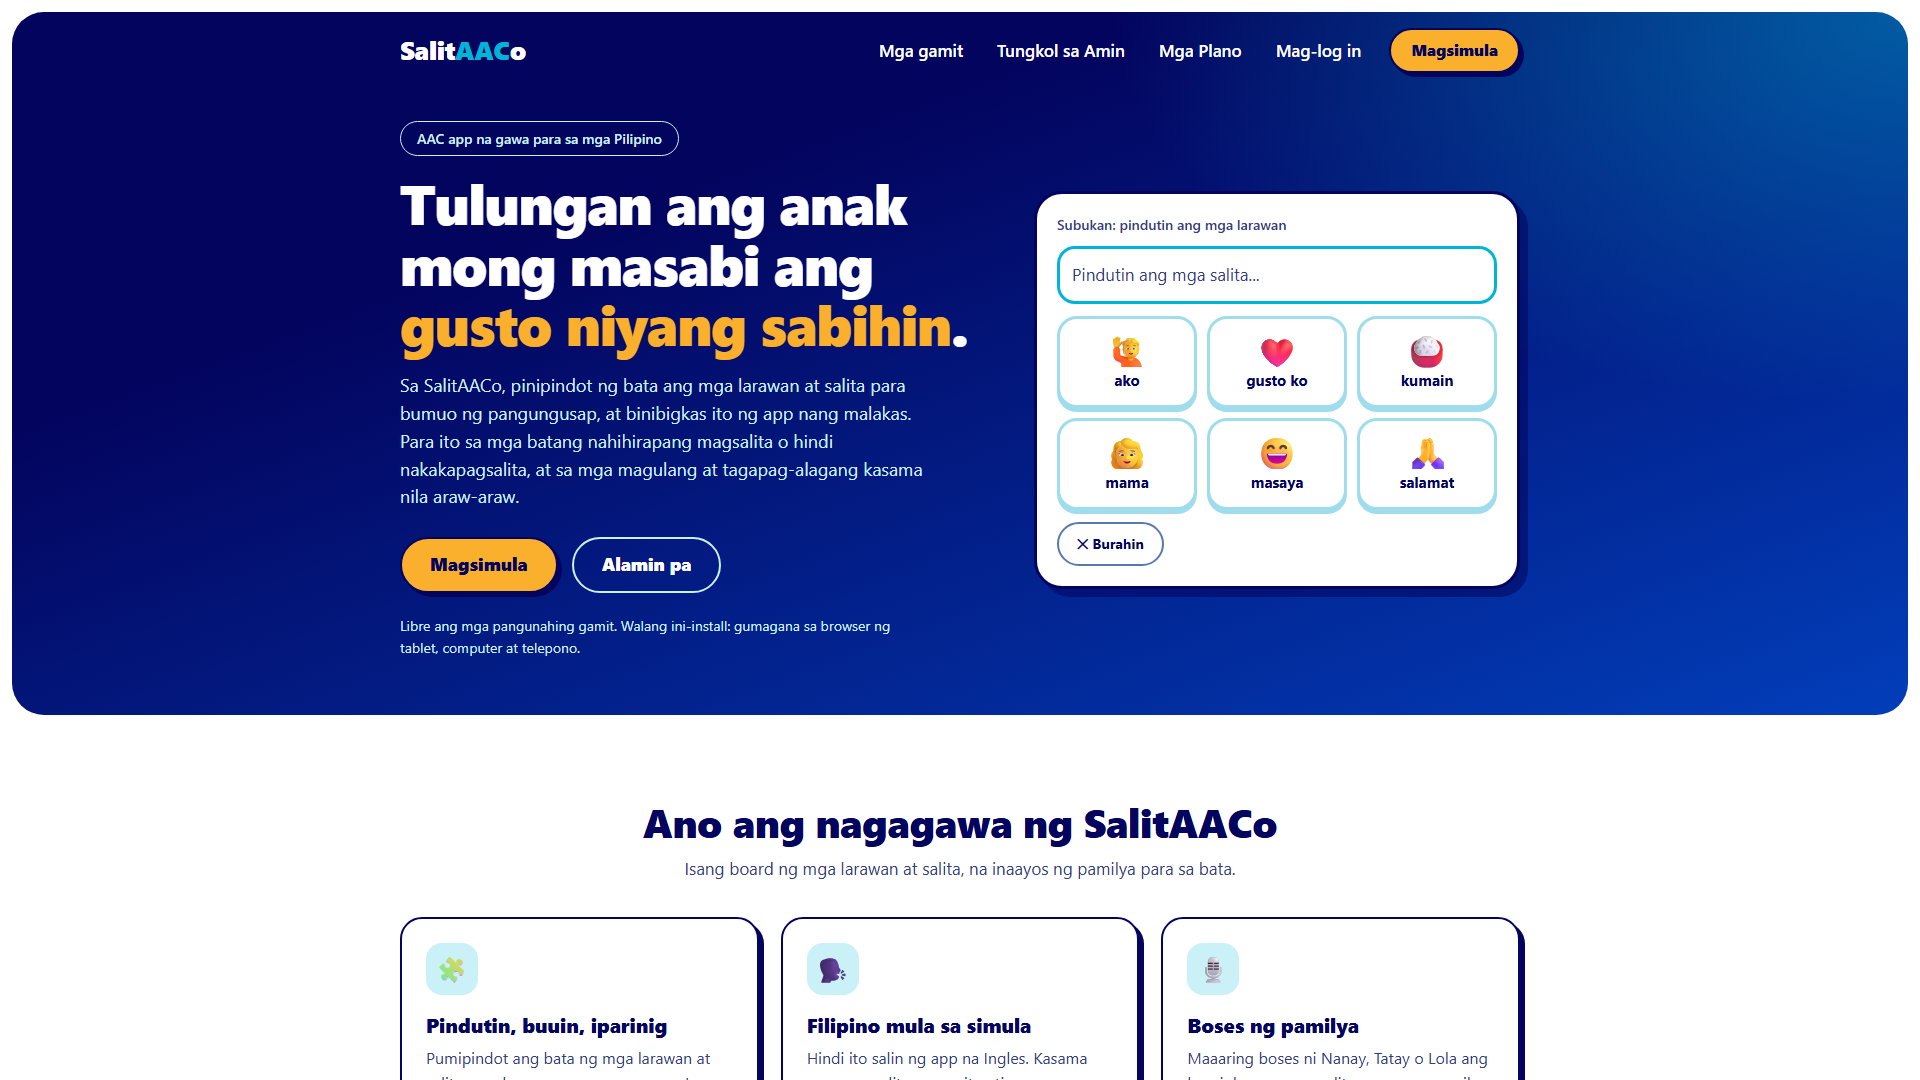 SalitAACo
Mga gamit
Tungkol sa Amin
Mga Plano
Mag-log in
Magsimula
AAC app na gawa para sa mga Pilipino
Tulungan ang anak
mong masabi ang
gusto niyang sabihin.
Sa SalitAACo, pinipindot ng bata ang mga larawan at salita para
bumuo ng pangungusap, at binibigkas ito ng app nang malakas.
Para ito sa mga batang nahihirapang magsalita o hindi
nakakapagsalita, at sa mga magulang at tagapag-alagang kasama
nila araw-araw.
Magsimula
Alamin pa
Libre ang mga pangunahing gamit. Walang ini-install: gumagana sa browser ng
tablet, computer at telepono.
Subukan: pindutin ang mga larawan
Pindutin ang mga salita...
ako
gusto ko
kumain
mama
masaya
salamat
✕ Burahin
Ano ang nagagawa ng SalitAACo
Isang board ng mga larawan at salita, na inaayos ng pamilya para sa bata.
Pindutin, buuin, iparinig
Pumipindot ang bata ng mga larawan at
Filipino mula sa simula
Hindi ito salin ng app na Ingles. Kasama
Boses ng pamilya
Maaaring boses ni Nanay, Tatay o Lola ang